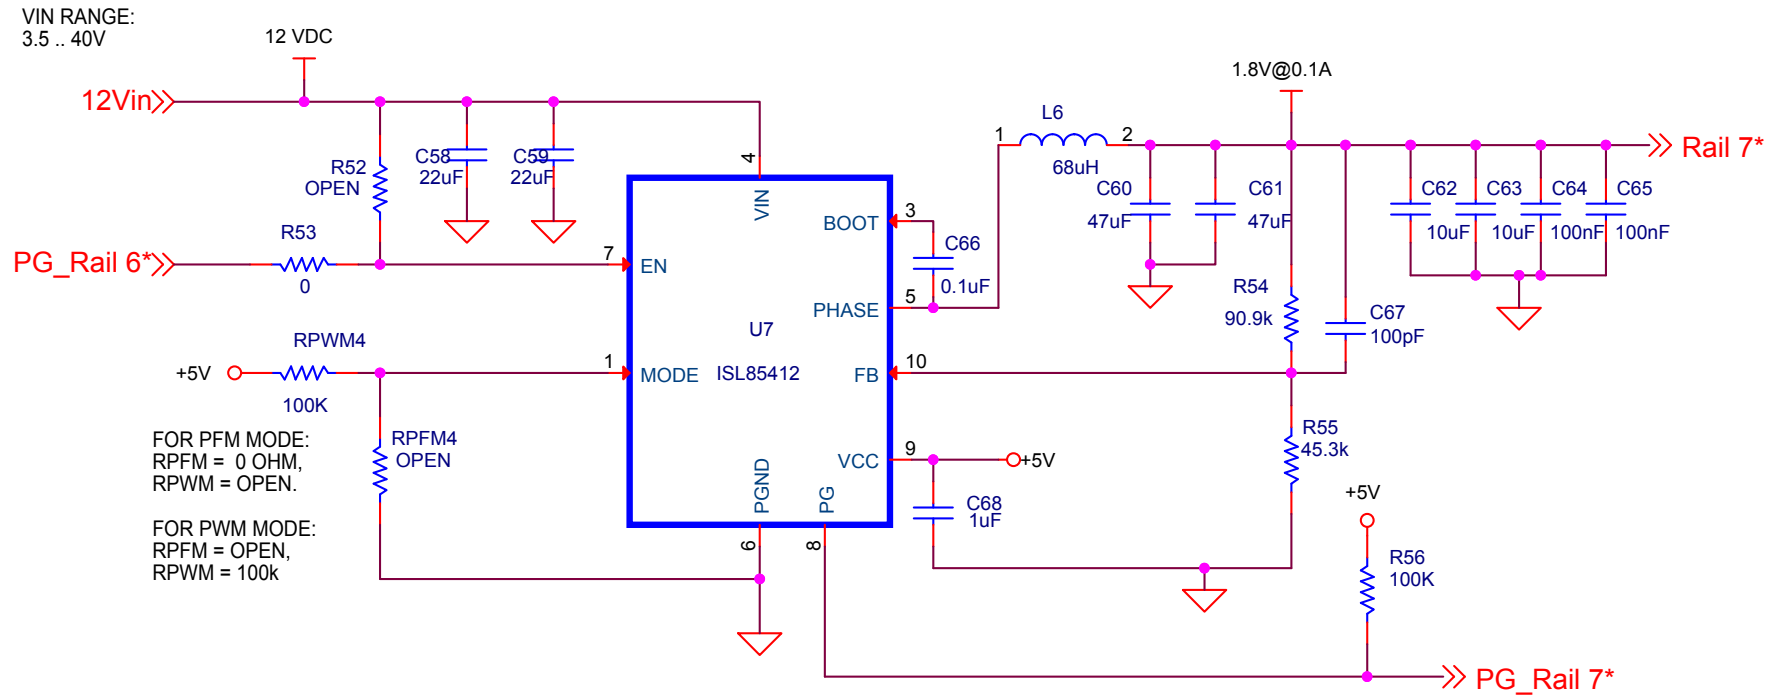 VIN RANGE:
3.5 .. 40V
12 VDC
12Vin
R52
OPEN
C58
22uF
C59
22uF
PG_Rail 6*
R53
0
RPWM4
+5V
100K
RPFM4
OPEN
FOR PFM MODE:
RPFM = 0 OHM,
RPWM = OPEN.
FOR PWM MODE:
RPFM = OPEN,
RPWM = 100k
4
VIN
7
EN
1
MODE
U7
ISL85412
BOOT
3
PHASE
5
FB
10
VCC
9
PGND
6
PG
8
C66
0.1uF
+5V
C68
1uF
1
L6
2
68uH
1.8V@0.1A
Rail 7*
C60
47uF
C61
47uF
C62
10uF
C63
10uF
C64
100nF
C65
100nF
R54
90.9k
C67
100pF
R55
45.3k
+5V
R56
100K
PG_Rail 7*